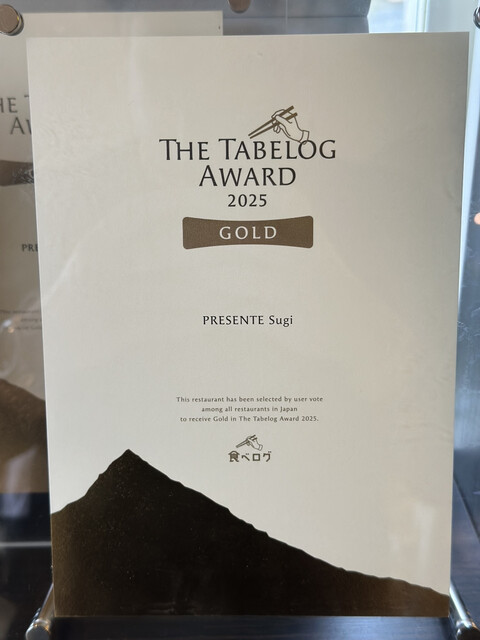 THE TABELOG
AWARD
2025
GOLD
PRESENTE Sugi
This restaurant has been selected by user vote
among all restaurants in Japan
to receive Gold in The Tabelog Award 2025.
食べログ